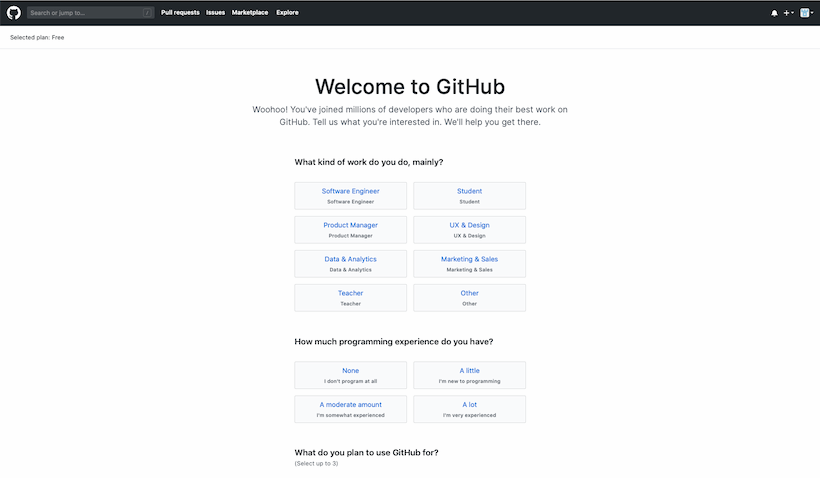 Search or jump to... /
Pull requests Issues Marketplace Explore
Selected plan: Free
Welcome to GitHub
Woohoo! You've joined millions of developers who are doing their best work on
GitHub. Tell us what you're interested in. We'll help you get there.
What kind of work do you do, mainly?
Software Engineer
Software Engineer
Student
Student
Product Manager
Product Manager
UX & Design
UX & Design
Data & Analytics
Data & Analytics
Marketing & Sales
Marketing & Sales
Teacher
Teacher
Other
Other
How much programming experience do you have?
None
I don't program at all
A little
I'm new to programming
A moderate amount
I'm somewhat experienced
A lot
I'm very experienced
What do you plan to use GitHub for?
(Select up to 3)